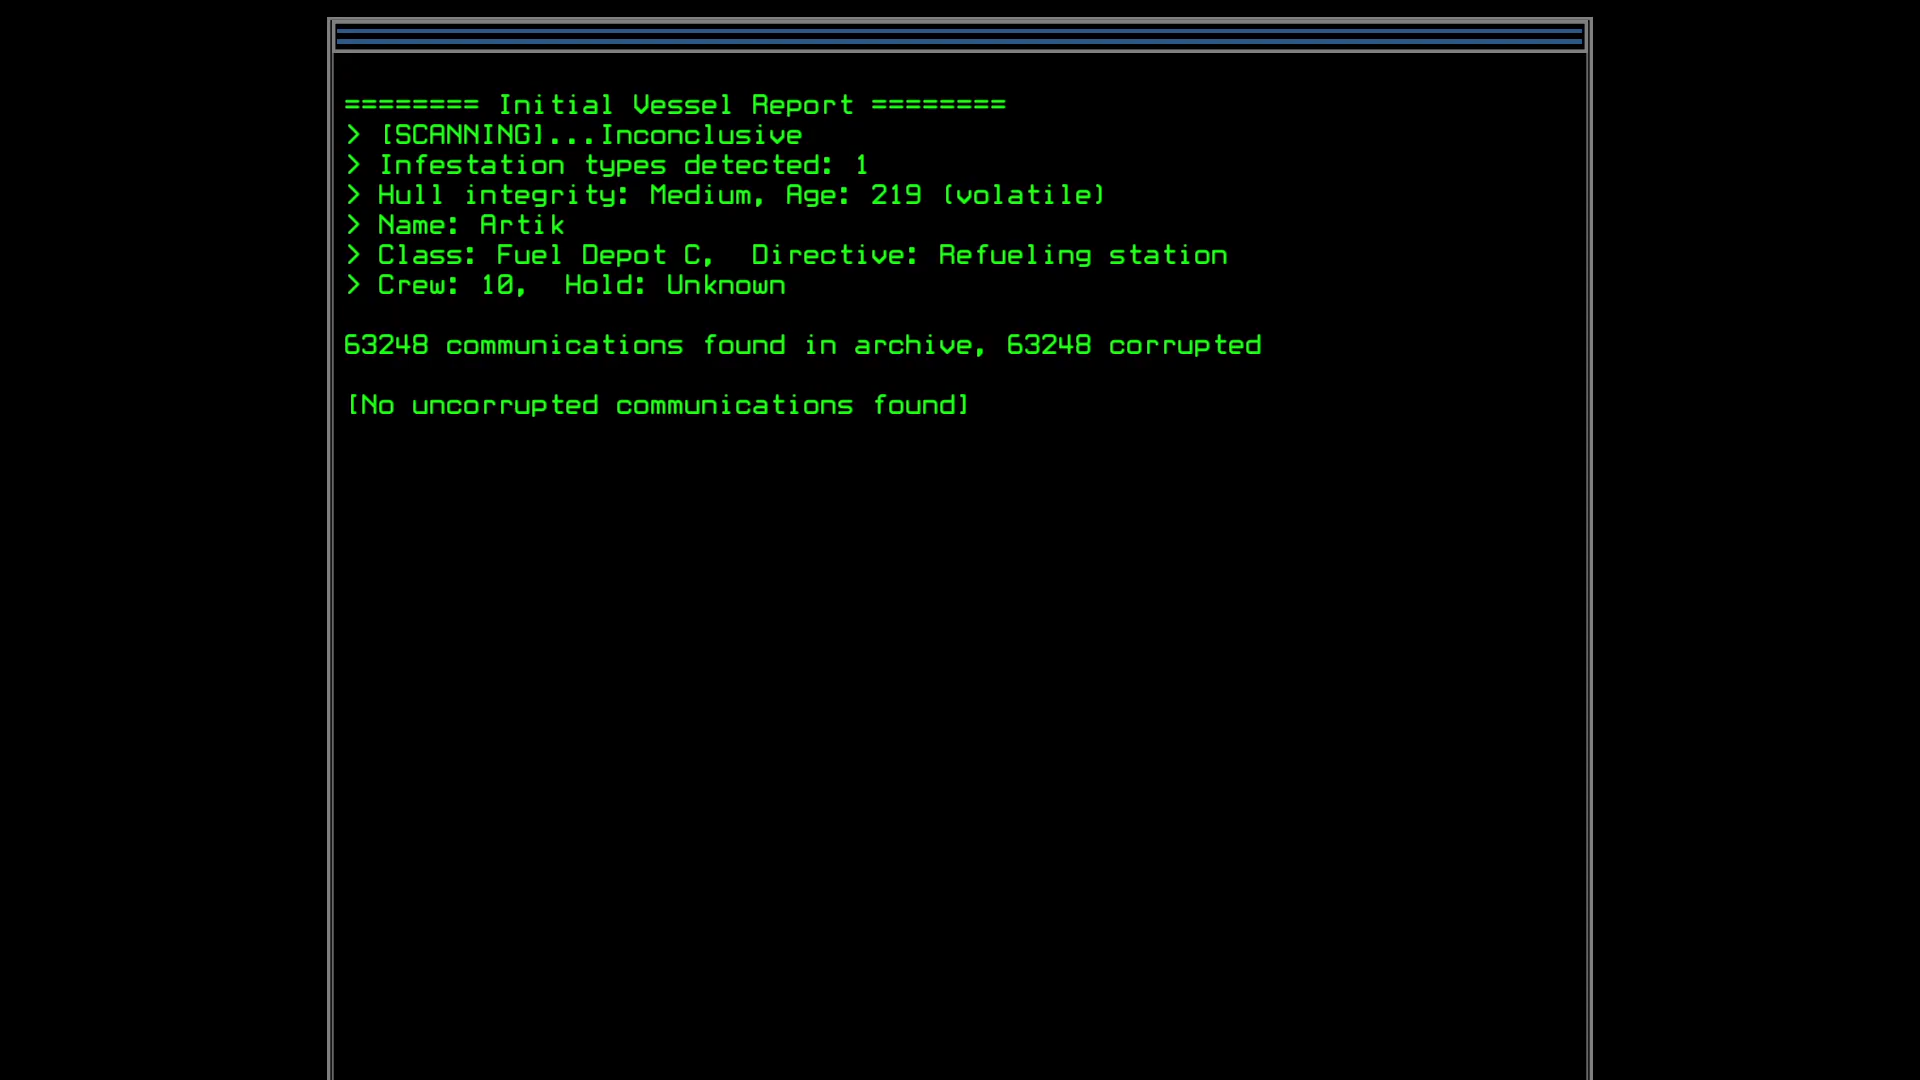 ======== Initial Vessel Report ========
> [SCANNING]...Inconclusive
> Infestation types detected: 1
> Hull integrity: Medium, Age: 219 (volatile)
> Name: Artik
> Class: Fuel Depot C,  Directive: Refueling station
> Crew: 10,  Hold: Unknown
63248 communications found in archive, 63248 corrupted
[No uncorrupted communications found]